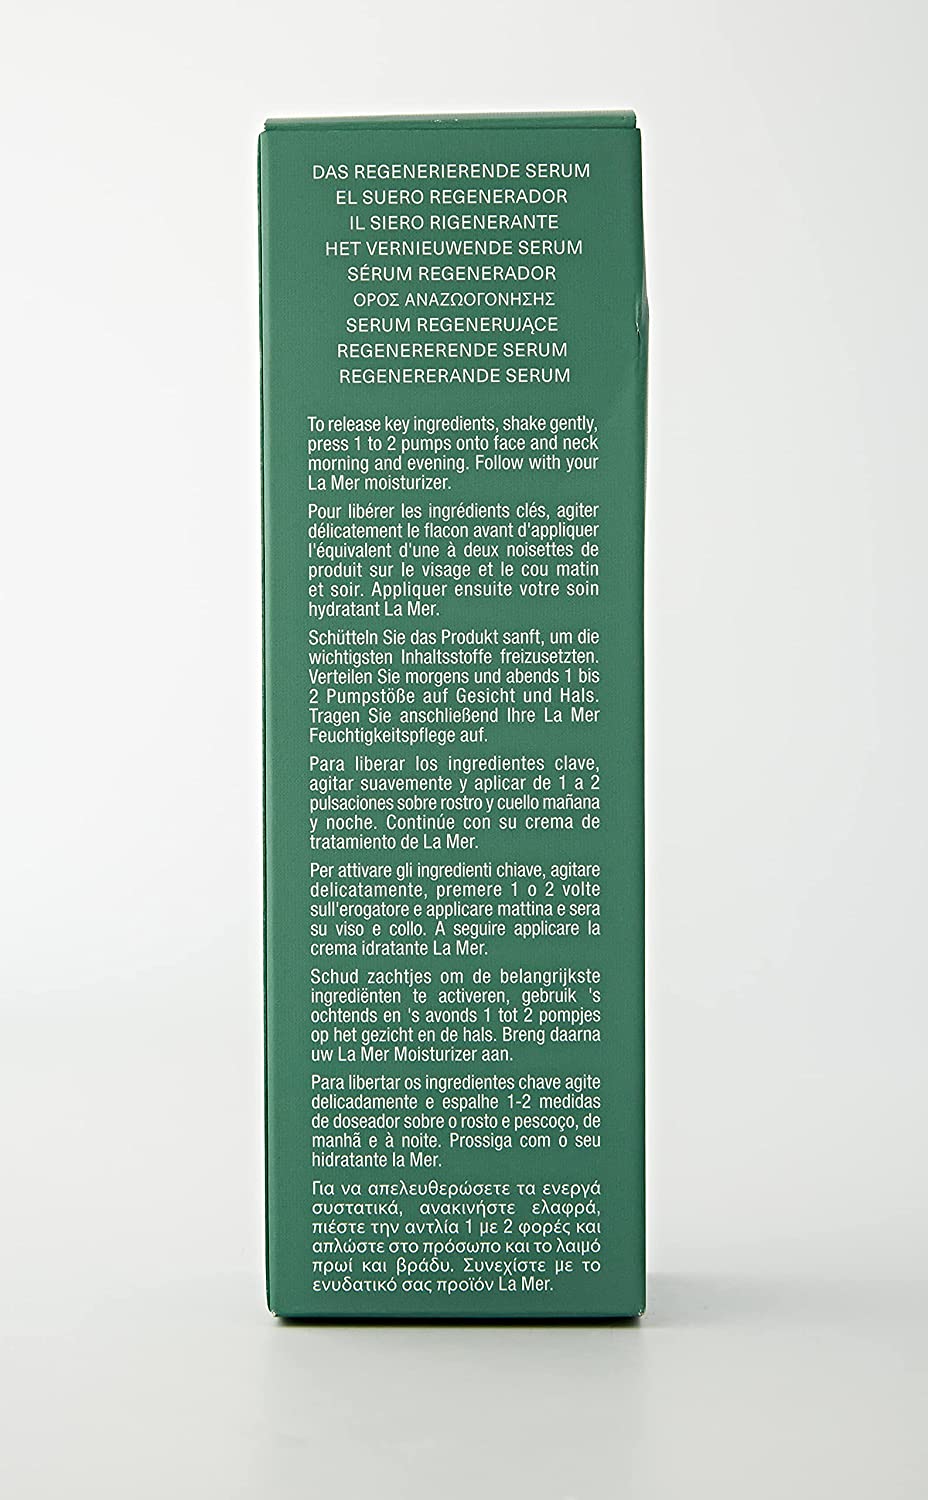 DAS REGENERIERENDE SERUM
EL SUERO REGENERADOR
IL SIERO RIGENERANTE
HET VERNIEUWENDE SERUM
SÉRUM REGENERADOR
ΟΡΟΣ ΑΝΑΖΩΟΓΟΝΗΣΗΣ
SERUM REGENERUJĄCE
REGENERERENDE SERUM
REGENERERANDE SERUM
To release key ingredients, shake gently,
press 1 to 2 pumps onto face and neck
morning and evening. Follow with your
La Mer moisturizer.
Pour libérer les ingrédients clés, agiter
délicatement le flacon avant d'appliquer
l'équivalent d'une à deux noisettes de
produit sur le visage et le cou matin
et soir. Appliquer ensuite votre soin
hydratant La Mer.
Schütteln Sie das Produkt sanft, um die
wichtigsten Inhaltsstoffe freizusetzten.
Verteilen Sie morgens und abends 1 bis
2 Pumpstöße auf Gesicht und Hals.
Tragen Sie anschließend Ihre La Mer
Feuchtigkeitspflege auf.
Para liberar los ingredientes clave,
agitar suavemente y aplicar de 1 a 2
pulsaciones sobre rostro y cuello mañana
y noche. Continúe con su crema de
tratamiento de La Mer.
Per attivare gli ingredienti chiave, agitare
delicatamente, premere 1 o 2 volte
sull'erogatore e applicare mattina e sera
su viso e collo. A seguire applicare la
crema idratante La Mer.
Schud zachtjes om de belangrijkste
ingrediënten te activeren, gebruik 's
ochtends en 's avonds 1 tot 2 pompjes
op het gezicht en de hals. Breng daarna
uw La Mer Moisturizer aan.
Para libertar os ingredientes chave agite
delicadamente e espalhe 1-2 medidas
de doseador sobre o rosto e pescoço, de
manhã e à noite. Prossiga com o seu
hidratante la Mer.
Για να απελευθερώσετε τα ενεργά
συστατικά, ανακινήστε ελαφρά,
πιέστε την αντλία 1 με 2 φορές και
απλώστε στο πρόσωπο και το λαιμό
πρωί και βράδυ. Συνεχίστε με το
ενυδατικό σας προϊόν La Mer.